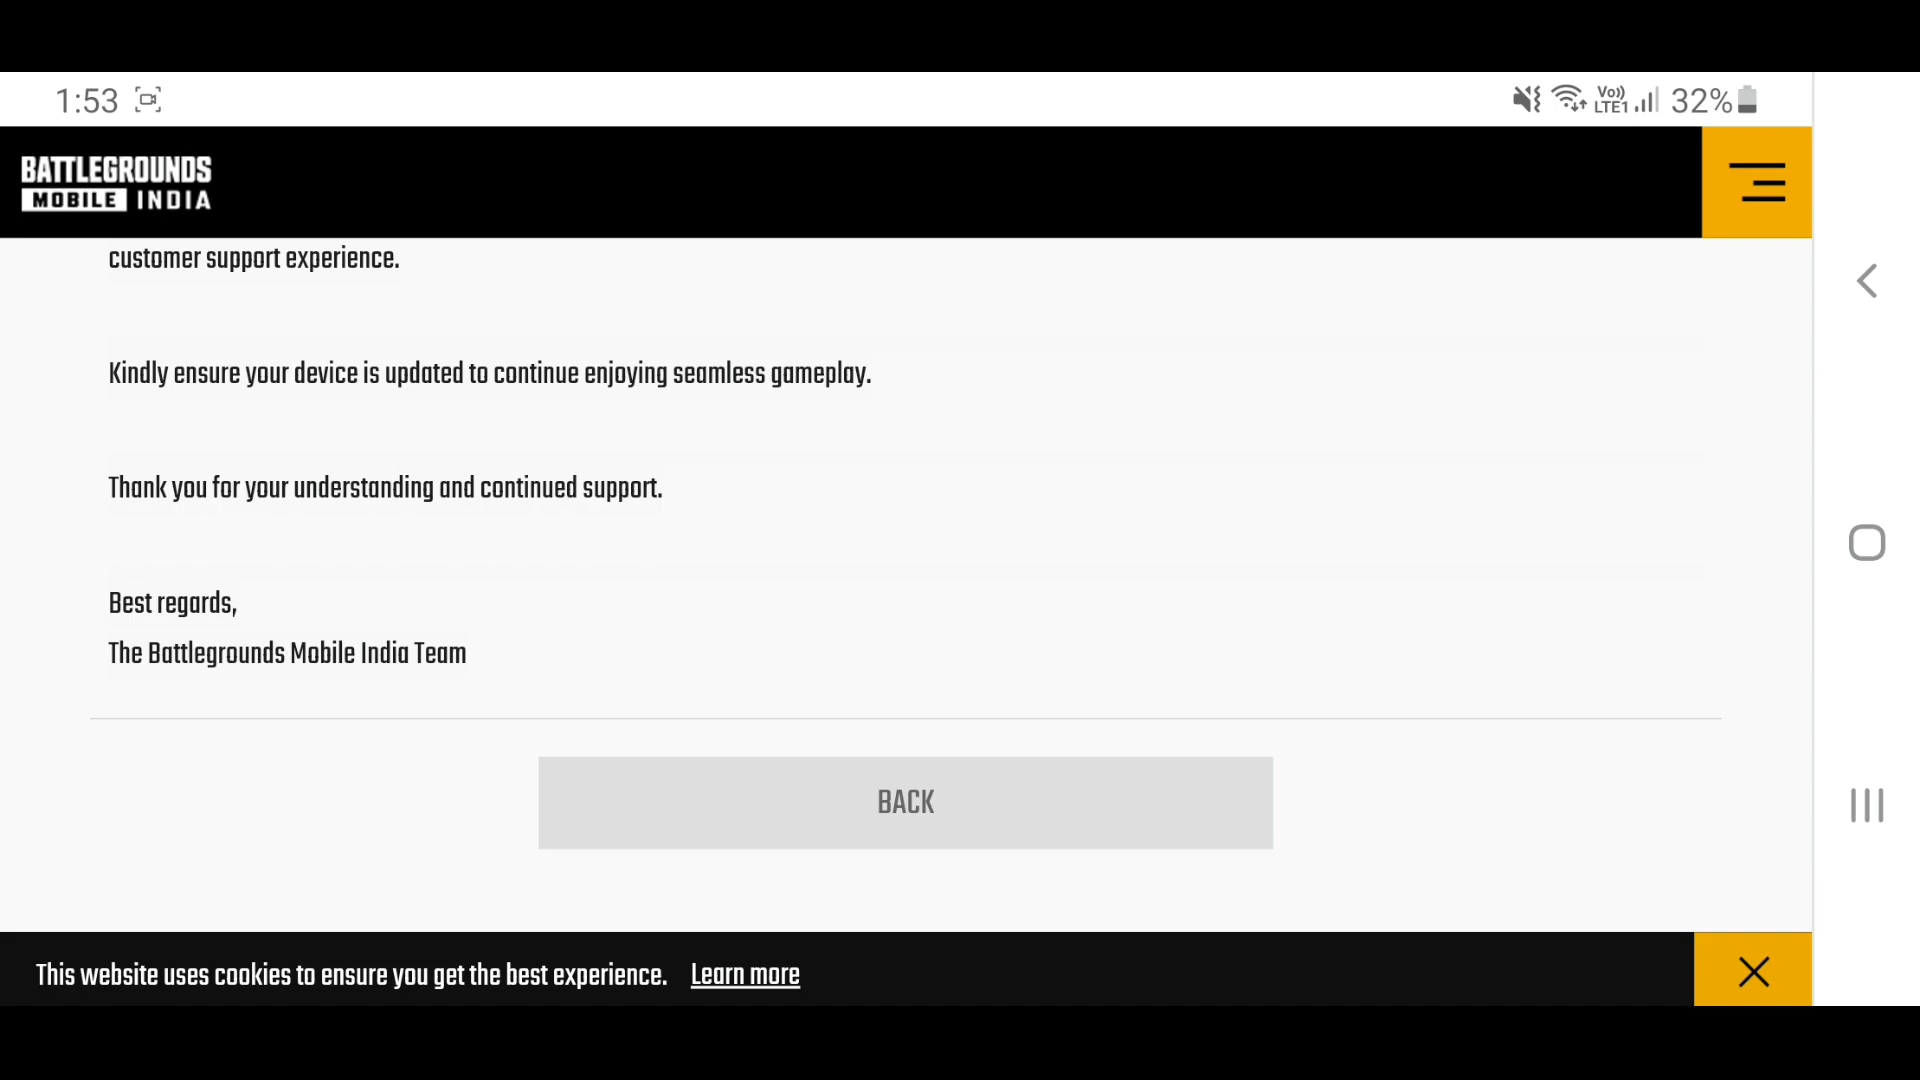 1:53
Vo))
LTE1
32%
BATTLEGROUNDS
MOBILE INDIA
customer support experience.
Kindly ensure your device is updated to continue enjoying seamless gameplay.
Thank you for your understanding and continued support.
Best regards,
The Battlegrounds Mobile India Team
BACK
This website uses cookies to ensure you get the best experience. Learn more